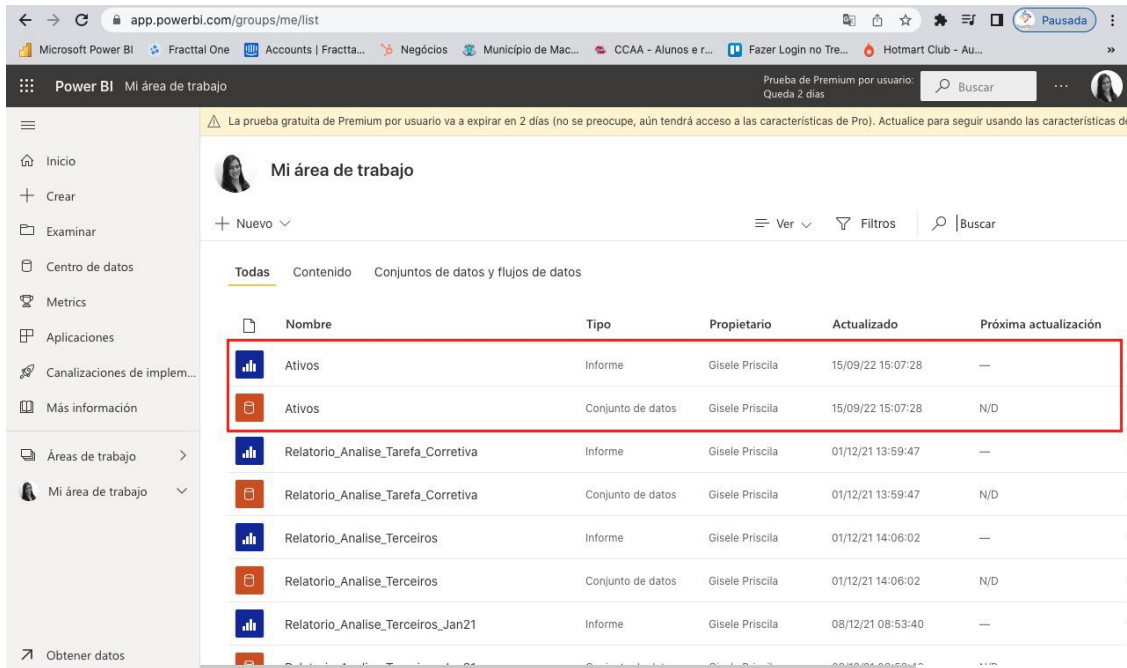 app.powerbi.com/groups/me/list
Pausada
Microsoft Power BI Fracttal One Accounts | Fractta... Negócios Município de Mac... CCAA - Alunos e r... Fazer Login no Tre... Hotmart Club - Au... »
Power BI Mi área de trabajo
Prueba de Premium por usuario:
Queda 2 días
Buscar
La prueba gratuita de Premium por usuario va a expirar en 2 días (no se preocupe, aún tendrá acceso a las características de Pro). Actualice para seguir usando las características
Inicio
Crear
Examinar
Centro de datos
Metrics
Aplicaciones
Canalizaciones de implem...
Más información
Áreas de trabajo
Mi área de trabajo
Obtener datos
Mi área de trabajo
Nuevo
Ver Filtros Buscar
Todas Contenido Conjuntos de datos y flujos de datos
Nombre Tipo Propietario Actualizado Próxima actualización
Ativos Informe Gisele Priscila 15/09/22 15:07:28 —
Ativos Conjunto de datos Gisele Priscila 15/09/22 15:07:28 N/D
Relatorio_Analise_Tarefa_Corretiva Informe Gisele Priscila 01/12/21 13:59:47 —
Relatorio_Analise_Tarefa_Corretiva Conjunto de datos Gisele Priscila 01/12/21 13:59:47 N/D
Relatorio_Analise_Terceiros Informe Gisele Priscila 01/12/21 14:06:02 —
Relatorio_Analise_Terceiros Conjunto de datos Gisele Priscila 01/12/21 14:06:02 N/D
Relatorio_Analise_Terceiros_Jan21 Informe Gisele Priscila 08/12/21 08:53:40 —